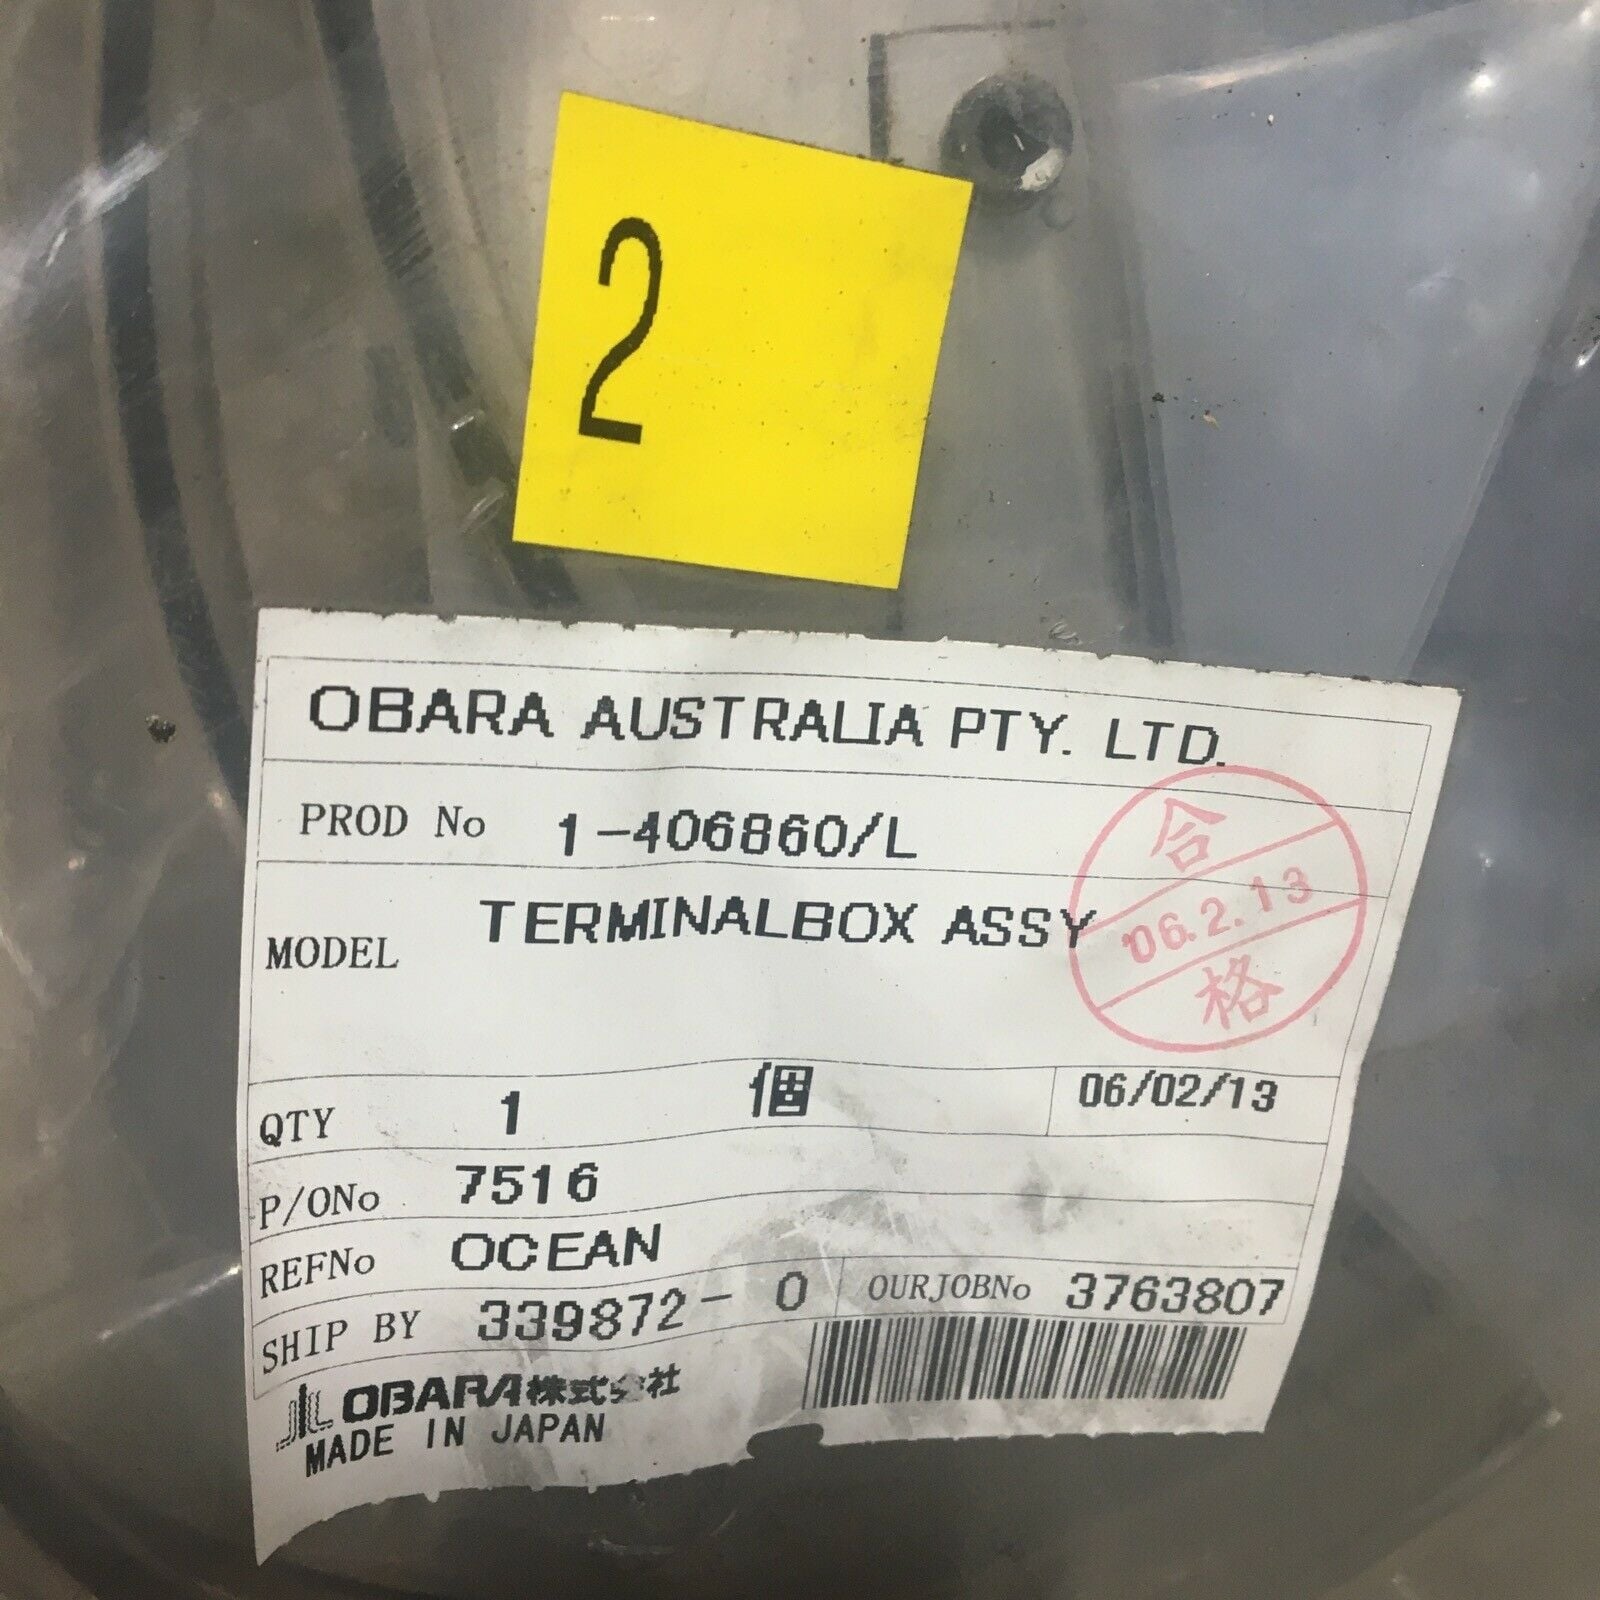 2
OBARA AUSTRALIA PTY. LTD.
PROD No 1-406860/L
合
'06.2.13
格
MODEL TERMINALBOX ASSY
QTY 1 個 06/02/13
P/ONo 7516
REFNo OCEAN
SHIP BY 339872- 0 OURJOBNo 3763807
OBARA株式会社
MADE IN JAPAN